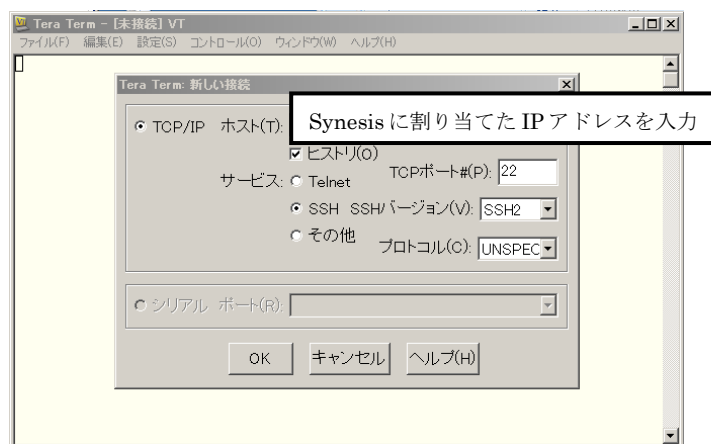 Tera Term - [未接続] VT
ファイル(F) 編集(E) 設定(S) コントロール(O) ウィンドウ(W) ヘルプ(H)
Tera Term: 新しい接続
TCP/IP ホスト(T):
Synesis に割り当てた IP アドレスを入力
ヒストリ(O)
サービス: Telnet TCPポート#(P): 22
SSH SSHバージョン(V): SSH2
その他 プロトコル(C): UNSPEC
シリアル ポート(R):
OK キャンセル ヘルプ(H)